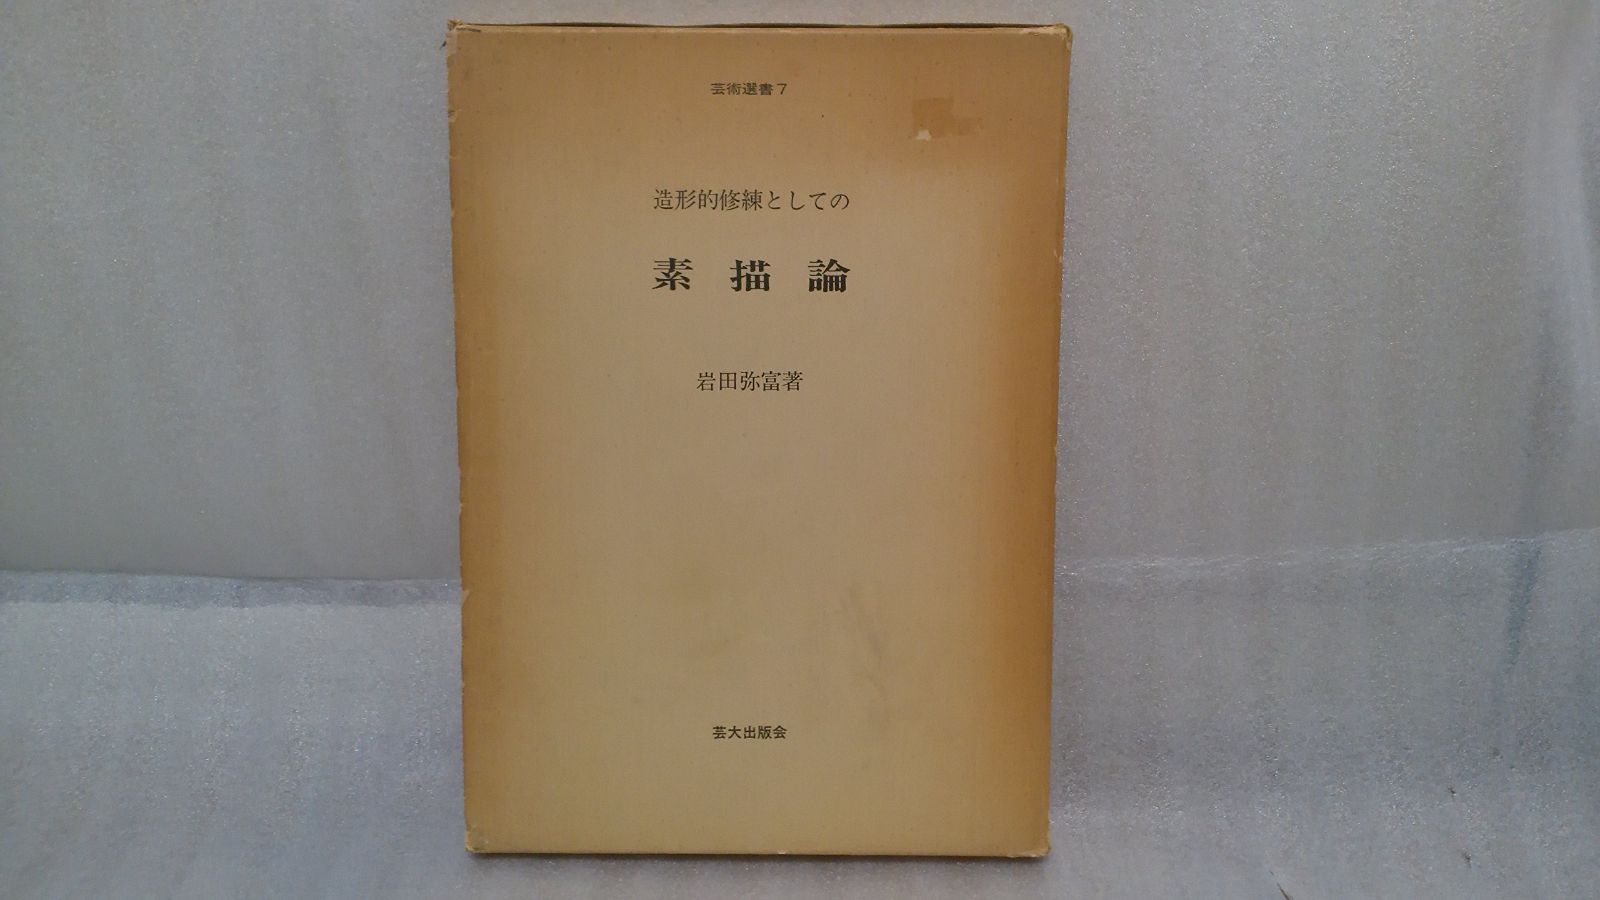 芸術選書7
造形的修練としての
素描論
岩田弥富著
芸大出版会